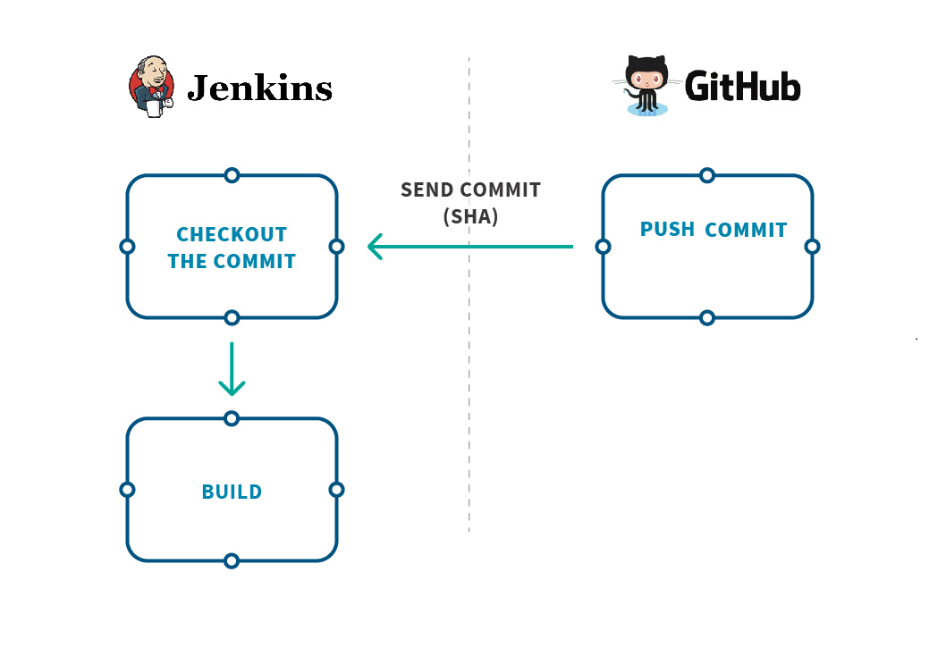 Jenkins
GitHub
SEND COMMIT
(SHA)
CHECKOUT
THE COMMIT
PUSH COMMIT
BUILD